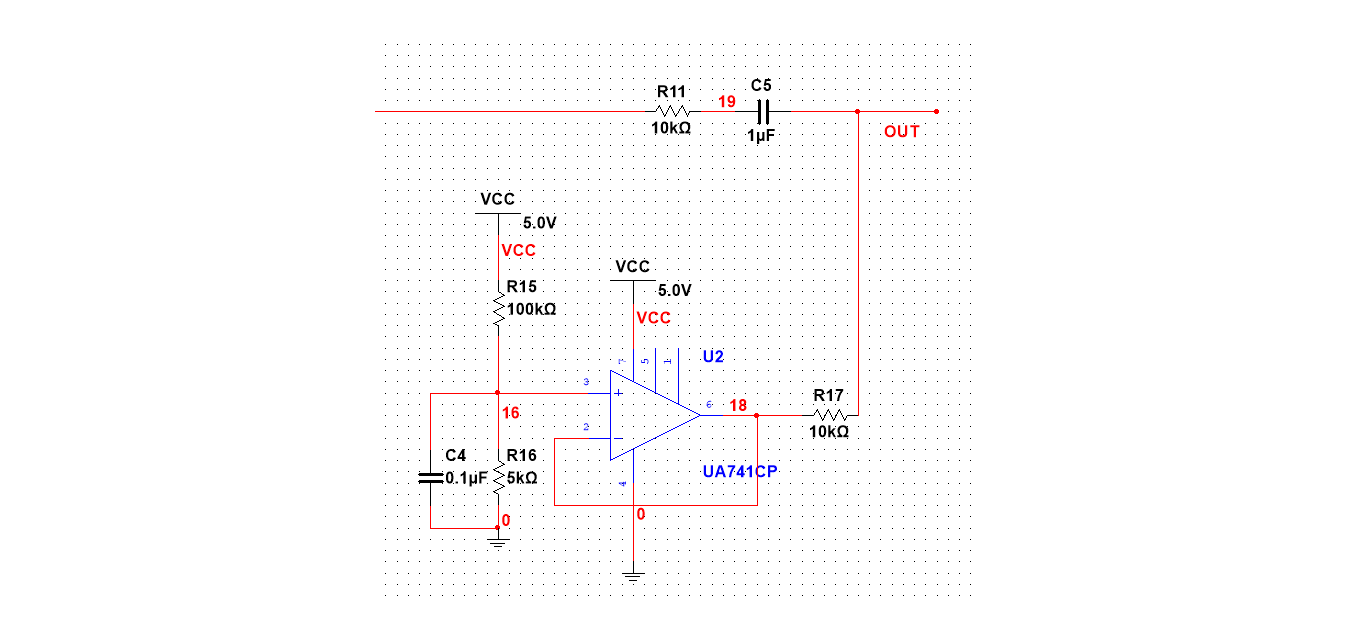 C5
R11
19
10kΩ
1µF
OUT
VCC
5.0V
VCC
VCC
R15
5.0V
100kΩ
VCC
7
5
1
U2
3
16
2
6
18
R17
10kΩ
C4
R16
0.1µF
5kΩ
UA741CP
4
0
0